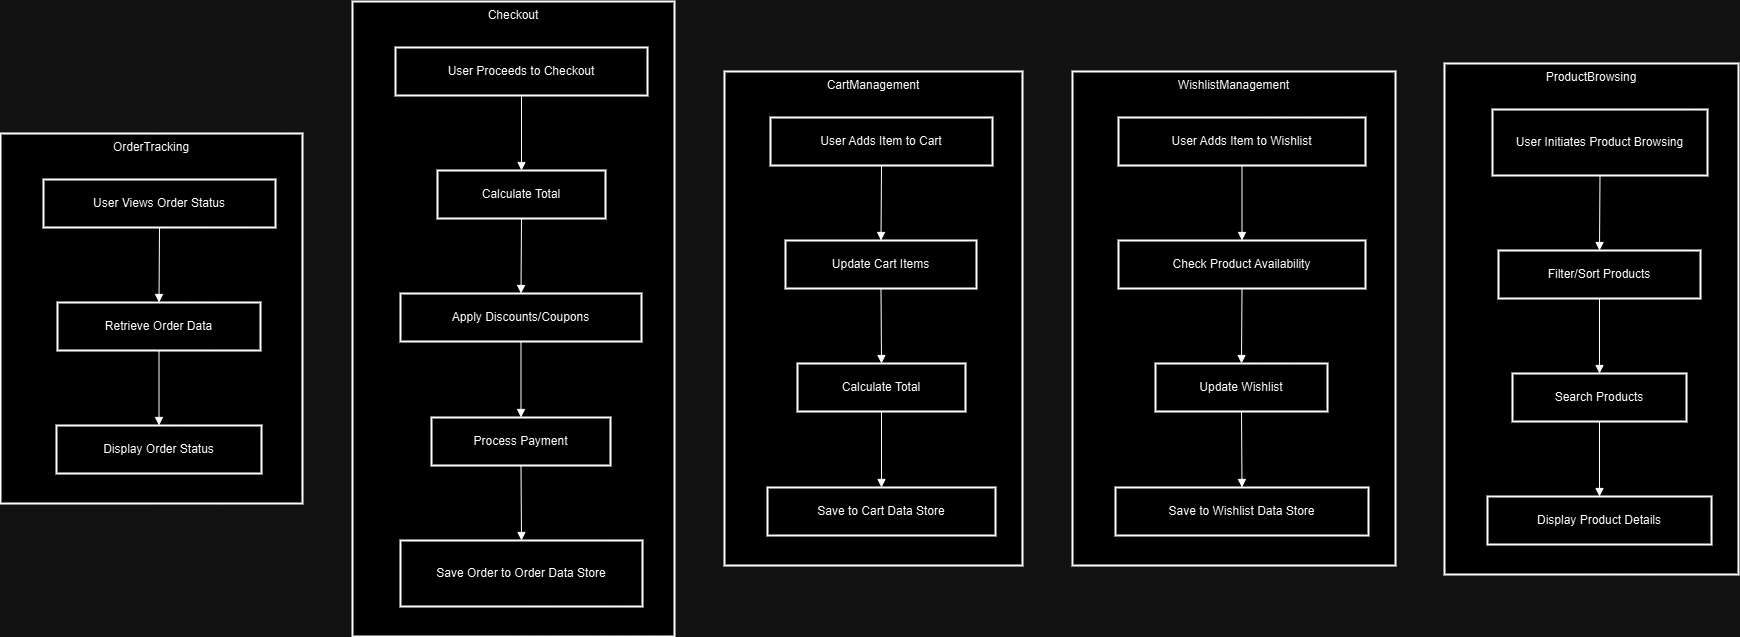 OrderTracking
User Views Order Status
Retrieve Order Data
Display Order Status
Checkout
User Proceeds to Checkout
Calculate Total
Apply Discounts/Coupons
Process Payment
Save Order to Order Data Store
CartManagement
User Adds Item to Cart
Update Cart Items
Calculate Total
Save to Cart Data Store
WishlistManagement
User Adds Item to Wishlist
Check Product Availability
Update Wishlist
Save to Wishlist Data Store
ProductBrowsing
User Initiates Product Browsing
Filter/Sort Products
Search Products
Display Product Details